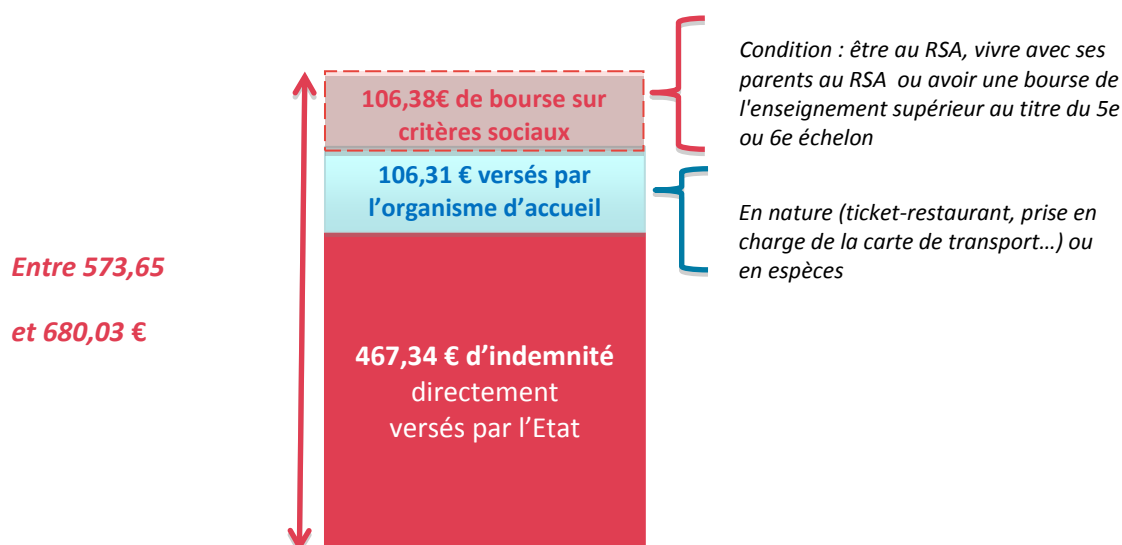 Condition : être au RSA, vivre avec ses
parents au RSA ou avoir une bourse de
l'enseignement supérieur au titre du 5e
ou 6e échelon
106,38€ de bourse sur
critères sociaux
106,31 € versés par
l’organisme d’accueil
En nature (ticket-restaurant, prise en
charge de la carte de transport…) ou
en espèces
Entre 573,65
et 680,03 €
467,34 € d’indemnité
directement
versés par l’Etat